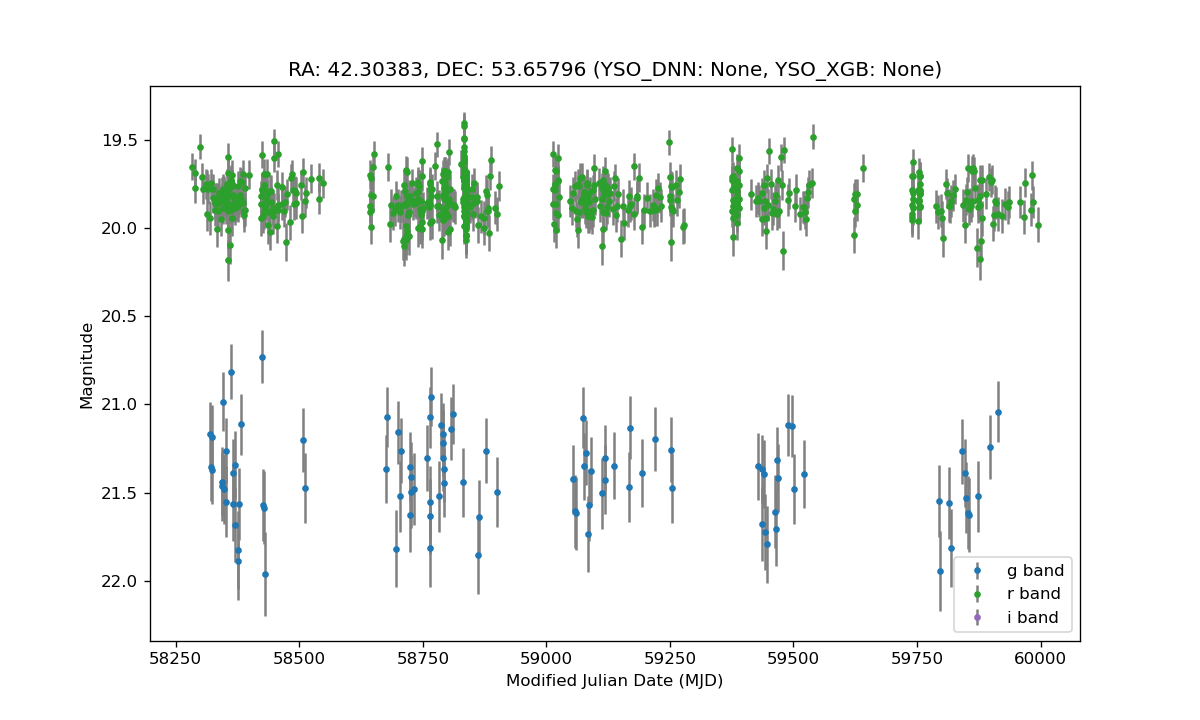 RA: 42.30383, DEC: 53.65796 (YSO_DNN: None, YSO_XGB: None)
19.5
20.0
20.5
21.0
21.5
22.0
Magnitude
g band
r band
i band
58250 58500 58750 59000 59250 59500 59750 60000
Modified Julian Date (MJD)